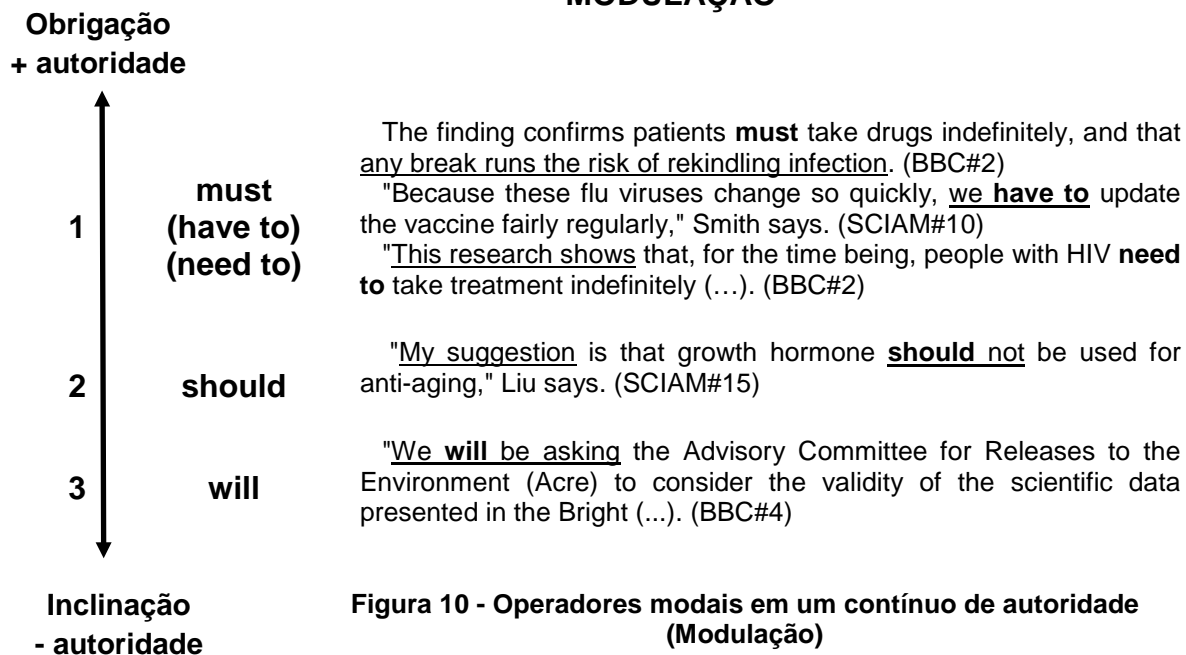 MODULAÇÃO
Obrigação
+ autoridade
1
must
(have to)
(need to)
The finding confirms patients must take drugs indefinitely, and that
any break runs the risk of rekindling infection. (BBC#2)
"Because these flu viruses change so quickly, we have to update
the vaccine fairly regularly," Smith says. (SCIAM#10)
"This research shows that, for the time being, people with HIV need
to take treatment indefinitely (…). (BBC#2)
2
should
"My suggestion is that growth hormone should not be used for
anti-aging," Liu says. (SCIAM#15)
3
will
"We will be asking the Advisory Committee for Releases to the
Environment (Acre) to consider the validity of the scientific data
presented in the Bright (...). (BBC#4)
Inclinação
- autoridade
Figura 10 - Operadores modais em um contínuo de autoridade
(Modulação)